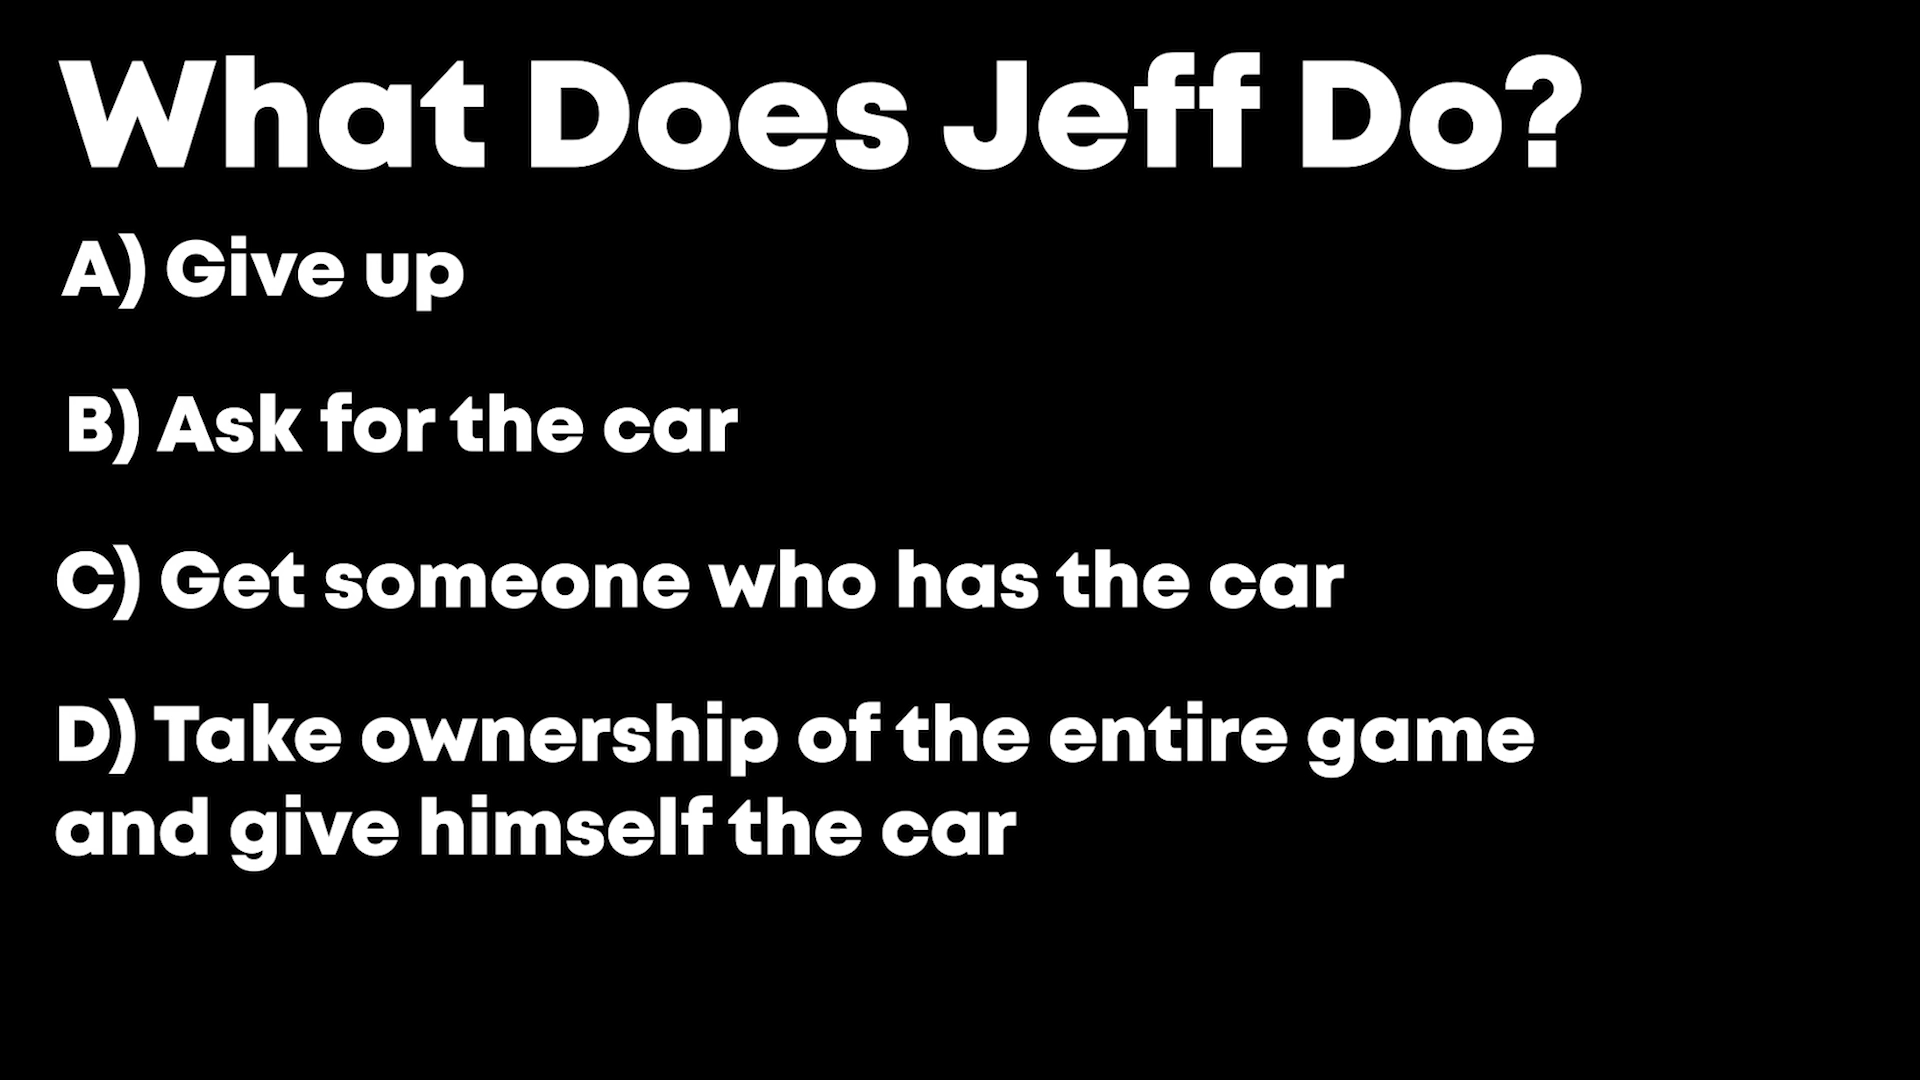 What Does Jeff Do?
A) Give up
B) Ask for the car
C) Get someone who has the car
D) Take ownership of the entire game
and give himself the car